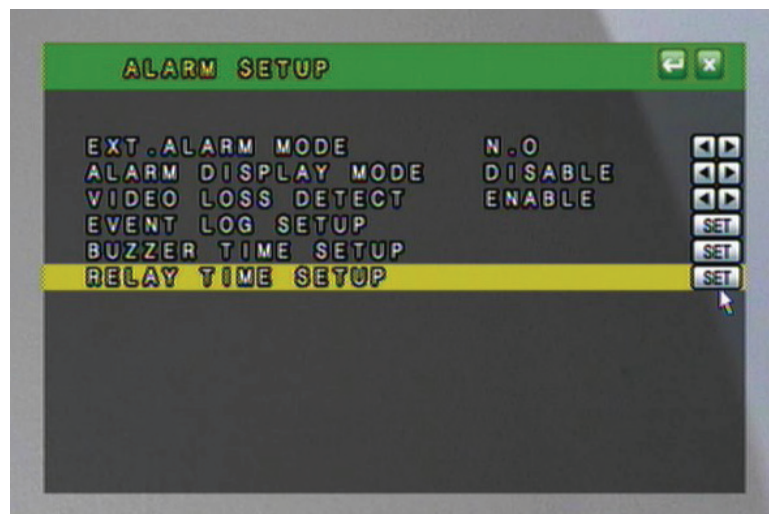 ALARM SETUP
EXT.ALARM MODE N.O
ALARM DISPLAY MODE DISABLE
VIDEO LOSS DETECT ENABLE
EVENT LOG SETUP SET
BUZZER TIME SETUP SET
RELAY TIME SETUP SET